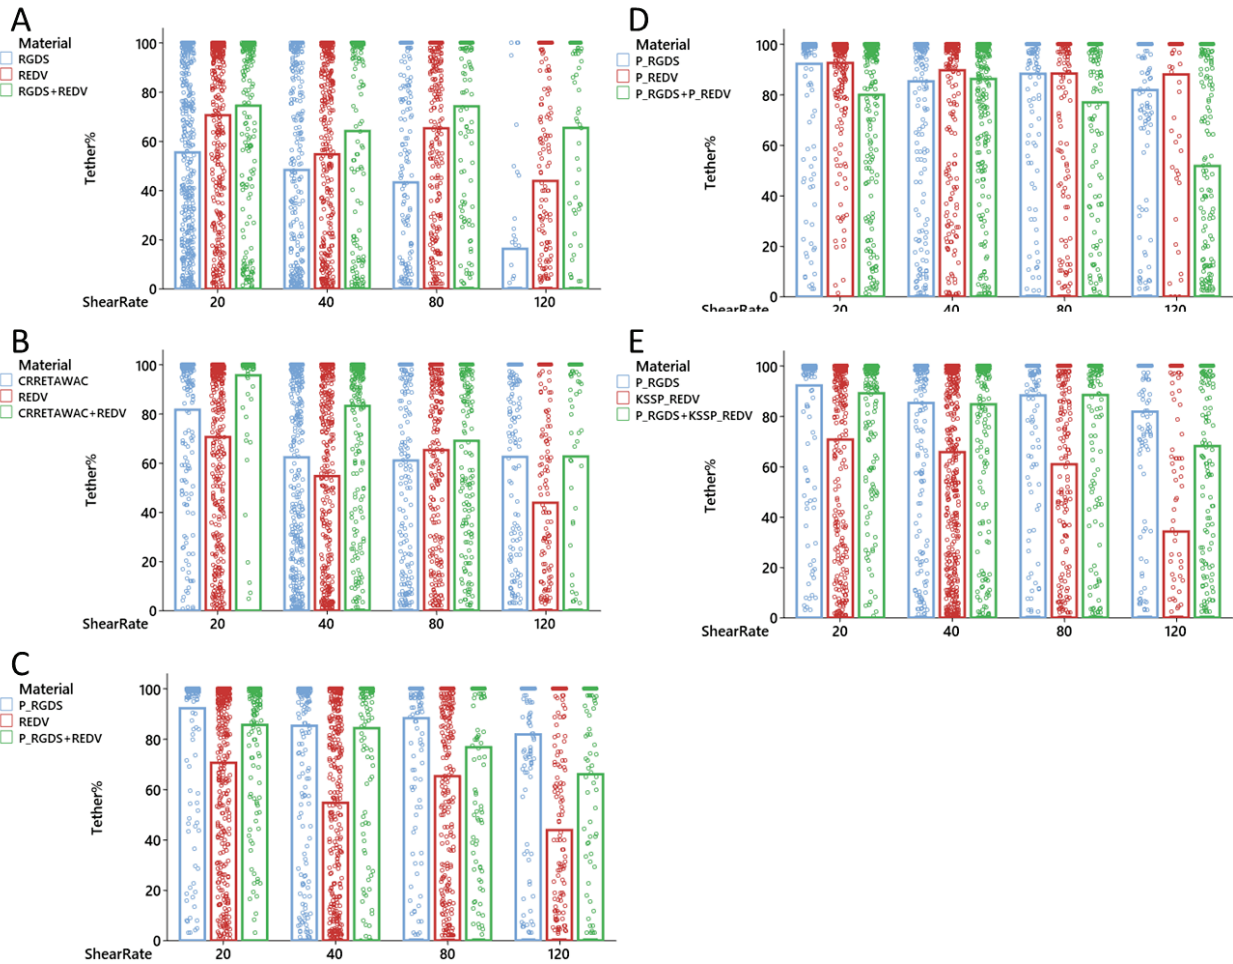 A
Material
RGDS
REDV
RGDS+REDV
Tether%
100
80
60
40
20
0
ShearRate
20
40
80
120
B
Material
CRRETAWAC
REDV
CRRETAWAC+REDV
Tether%
100
80
60
40
20
0
ShearRate
20
40
80
120
C
Material
P_RGDS
REDV
P_RGDS+REDV
Tether%
100
80
60
40
20
0
ShearRate
20
40
80
120
D
Material
P_RGDS
P_REDV
P_RGDS+P_REDV
Tether%
100
80
60
40
20
0
ShearRate
20
40
80
120
E
Material
P_RGDS
KSSP_REDV
P_RGDS+KSSP_REDV
Tether%
100
80
60
40
20
0
ShearRate
20
40
80
120